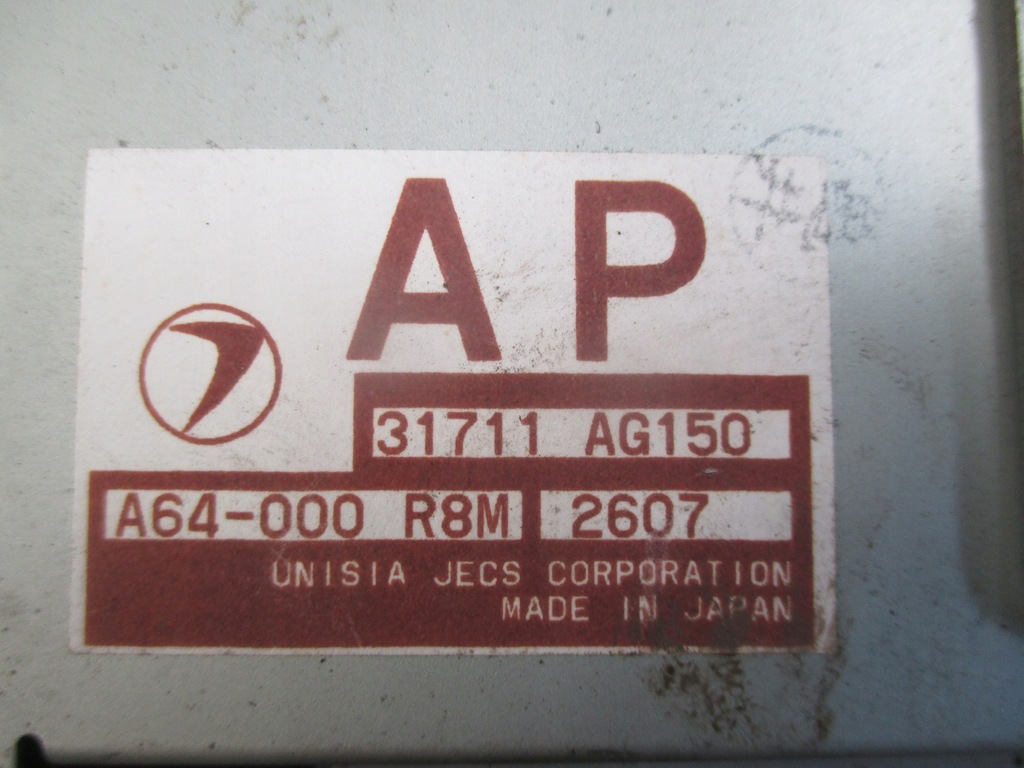 AP
31711 AG150
A64-000 R8M 2607
UNISIA JECS CORPORATION
MADE IN JAPAN